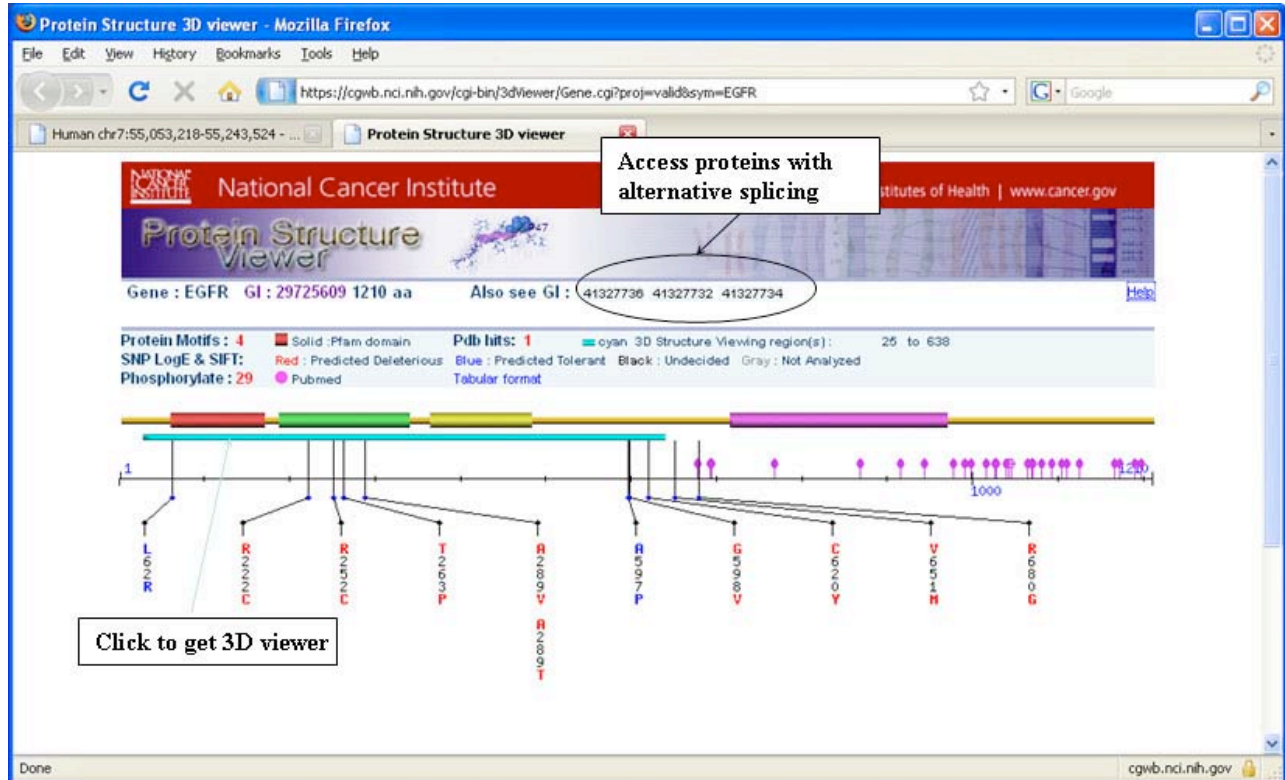 Protein Structure 3D viewer - Mozilla Firefox
File Edit View History Bookmarks Tools Help
https://cgwb.nci.nih.gov/cgi-bin/3dViewer/Gene.cgi?proj=valid&sym=EGFR
Google
Human chr7:55,053,218-55,243,524 - ...
Protein Structure 3D viewer
Access proteins with
alternative splicing
NATIONAL CANCER INSTITUTE
National Cancer Institute
stitutes of Health | www.cancer.gov
Protein Structure
Viewer
Gene : EGFR GI : 29725609 1210 aa Also see GI : 41327736 41327732 41327734
Help
Protein Motifs : 4 Solid :Pfam domain Pdb hits: 1 cyan 3D Structure Viewing region(s) : 25 to 638
SNP LogE & SIFT: Red : Predicted Deleterious Blue : Predicted Tolerant Black : Undecided Gray : Not Analyzed
Phosphorylate : 29 Pubmed Tabular format
1
1210
1000
L62R
R222C
R252C
T263P
A289V
A289T
A597P
G598V
C620Y
V651M
R680G
Click to get 3D viewer
Done
cgwb.nci.nih.gov